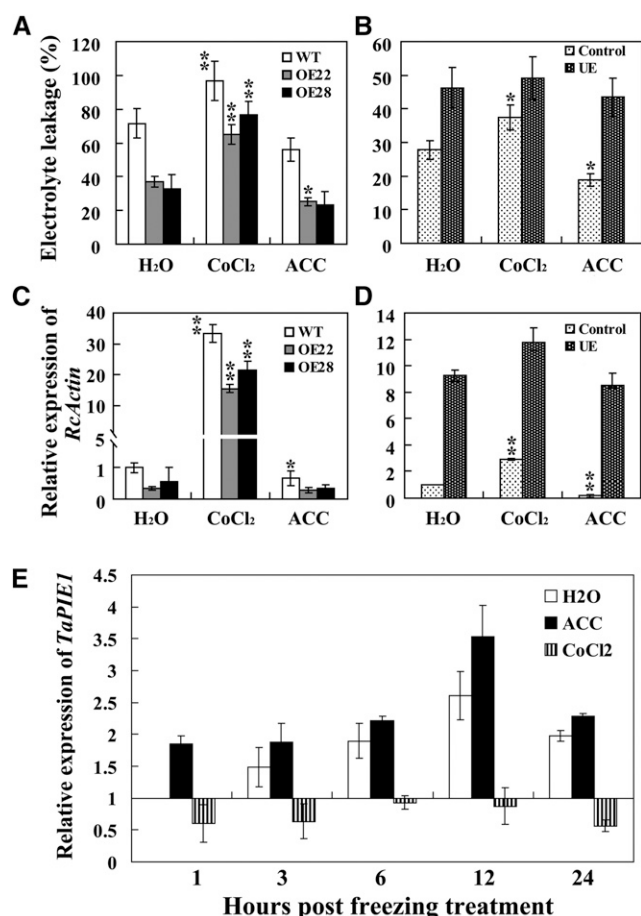 A
Electrolyte leakage (%)
120
100
80
60
40
20
0
**
**
**
*
WT
OE22
OE28
H₂O CoCl₂ ACC
B
60
50
40
30
20
10
0
*
*
Control
UE
H₂O CoCl₂ ACC
C
Relative expression of
RcActin
40
30
20
10
5
1
0
**
**
**
*
WT
OE22
OE28
H₂O CoCl₂ ACC
D
14
12
10
8
6
4
2
0
**
**
Control
UE
H₂O CoCl₂ ACC
E
Relative expression of TaPIE1
4.5
4
3.5
3
2.5
2
1.5
1
0.5
0
H2O
ACC
CoCl2
1 3 6 12 24
Hours post freezing treatment